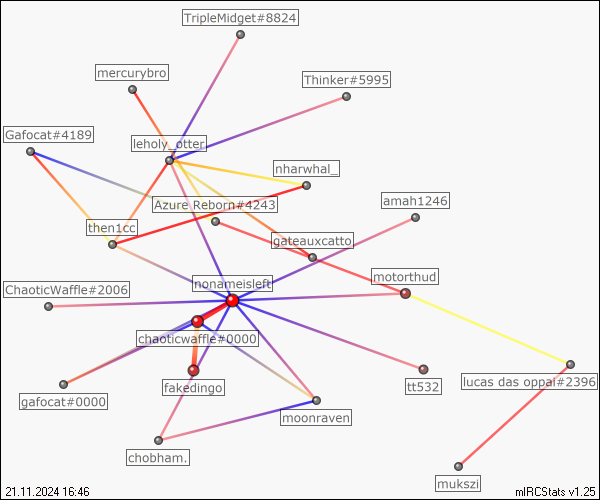 TripleMidget#8824
mercurybro
Thinker#5995
Gafocat#4189
leholy_otter
nharwhal_
Azure Reborn#4243
amah1246
then1cc
gateauxcatto
motorthud
nonameisleft
ChaoticWaffle#2006
chaoticwaffle#0000
lucas das oppai#2396
fakedingo
tt532
gafocat#0000
moonraven
chobham.
mukszi
21.11.2024 16:46
mIRCStats v1.25